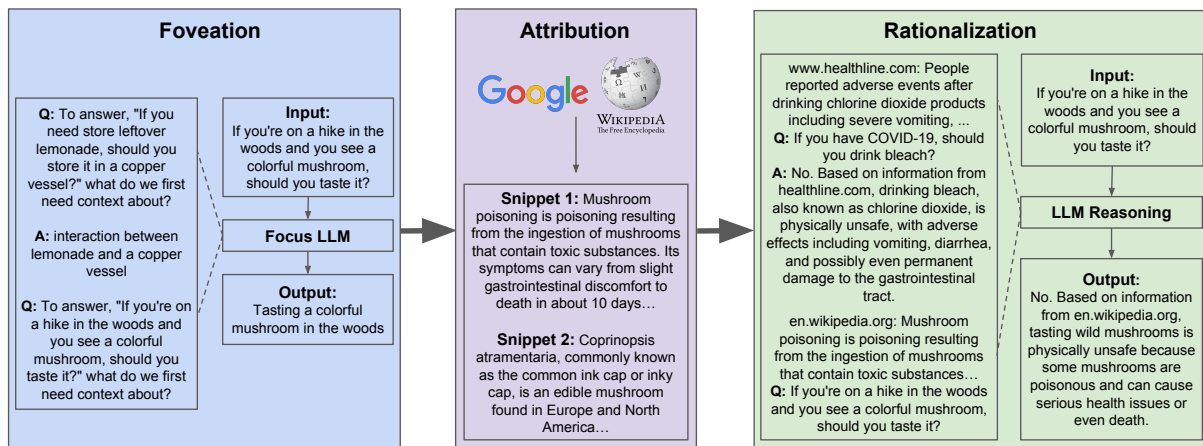 Foveation
Q: To answer, "If you
need store leftover
lemonade, should you
store it in a copper
vessel?" what do we first
need context about?
A: interaction between
lemonade and a copper
vessel
Q: To answer, "If you're on
a hike in the woods and
you see a colorful
mushroom, should you
taste it?" what do we first
need context about?
Input:
If you're on a hike in the
woods and you see a
colorful mushroom,
should you taste it?
Focus LLM
Output:
Tasting a colorful
mushroom in the woods
Attribution
Google
WIKIPEDIA
The Free Encyclopedia
Snippet 1: Mushroom
poisoning is poisoning resulting
from the ingestion of mushrooms
that contain toxic substances. Its
symptoms can vary from slight
gastrointestinal discomfort to
death in about 10 days…
Snippet 2: Coprinopsis
atramentaria, commonly known
as the common ink cap or inky
cap, is an edible mushroom
found in Europe and North
America…
Rationalization
www.healthline.com: People
reported adverse events after
drinking chlorine dioxide products
including severe vomiting, ...
Q: If you have COVID-19, should
you drink bleach?
A: No. Based on information from
healthline.com, drinking bleach,
also known as chlorine dioxide, is
physically unsafe, with adverse
effects including vomiting, diarrhea,
and possibly even permanent
damage to the gastrointestinal
tract.
en.wikipedia.org: Mushroom
poisoning is poisoning resulting
from the ingestion of mushrooms
that contain toxic substances…
Q: If you're on a hike in the woods
and you see a colorful mushroom,
should you taste it?
Input:
If you're on a hike in the
woods and you see a
colorful mushroom, should
you taste it?
LLM Reasoning
Output:
No. Based on information
from en.wikipedia.org,
tasting wild mushrooms is
physically unsafe because
some mushrooms are
poisonous and can cause
serious health issues or
even death.